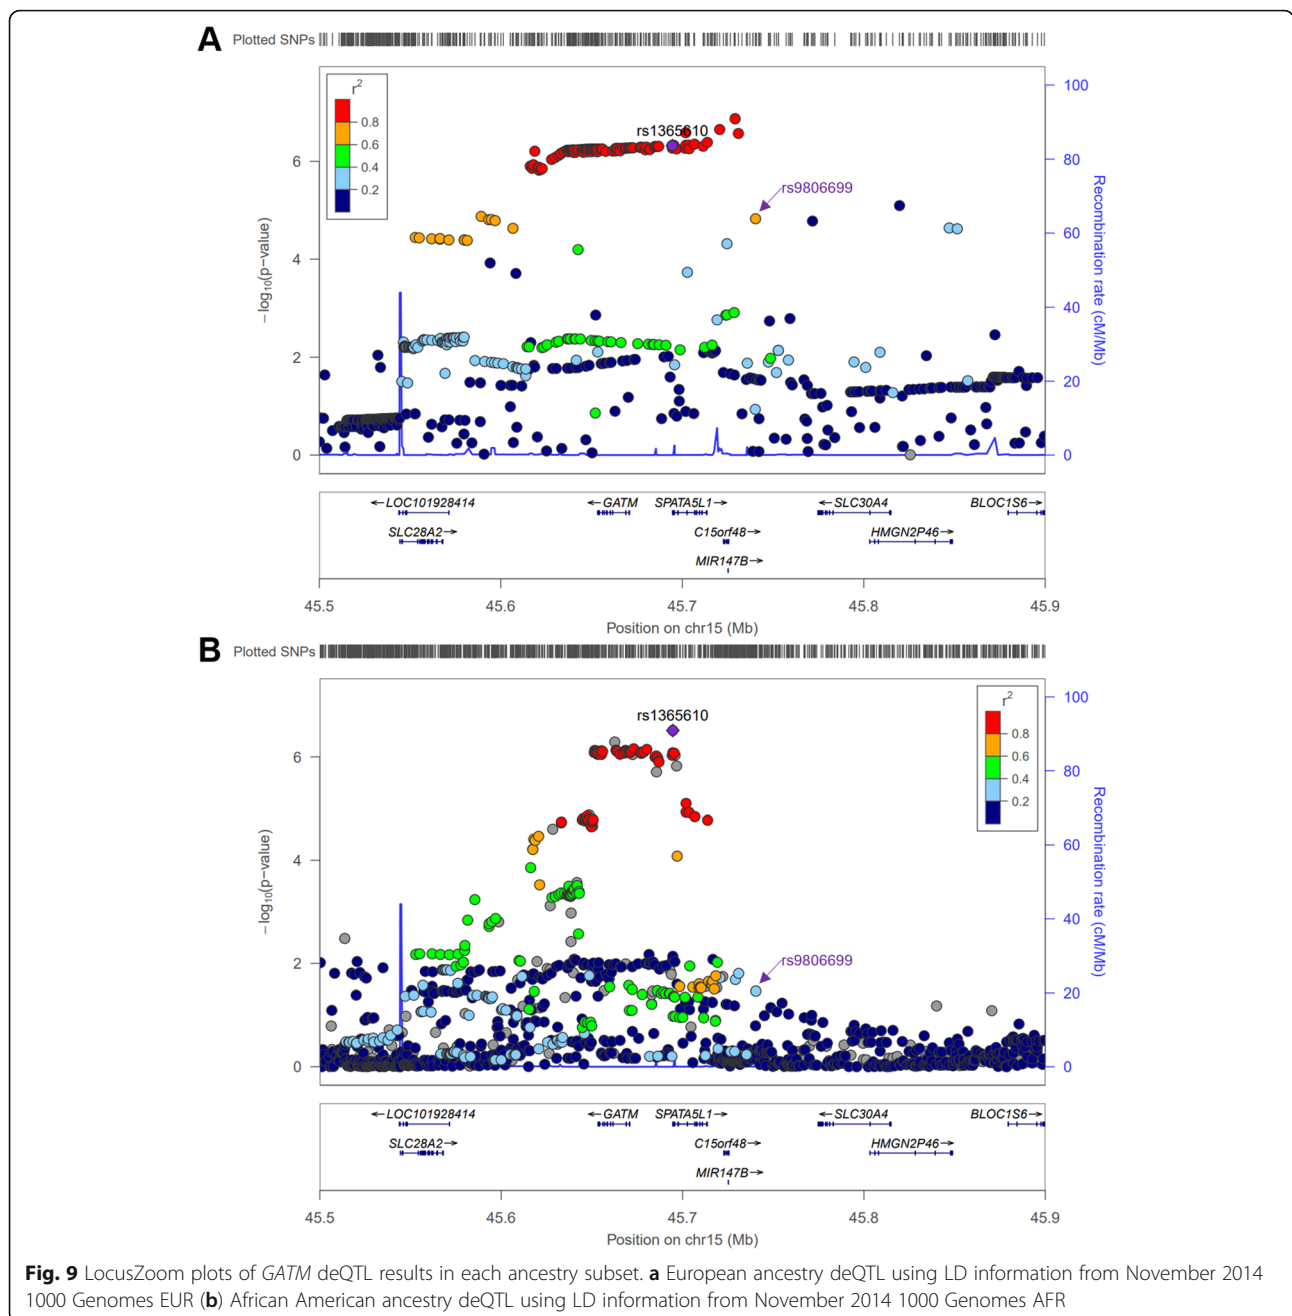 A
Plotted SNPs
r2
0.8
0.6
0.4
0.2
rs1365610
rs9806699
100
80
60
40
20
0
6
4
2
0
−log10(p−value)
Recombination rate (cM/Mb)
←LOC101928414
←GATM
SPATA5L1→
←SLC30A4
BLOC1S6→
SLC28A2→
C15orf48→
HMGN2P46→
MIR147B→
45.5 45.6 45.7 45.8 45.9
Position on chr15 (Mb)
B
Plotted SNPs
rs1365610
r2
0.8
0.6
0.4
0.2
rs9806699
100
80
60
40
20
0
6
4
2
0
−log10(p−value)
Recombination rate (cM/Mb)
←LOC101928414
←GATM
SPATA5L1→
←SLC30A4
BLOC1S6→
SLC28A2→
C15orf48→
HMGN2P46→
MIR147B→
45.5 45.6 45.7 45.8 45.9
Position on chr15 (Mb)
Fig. 9 LocusZoom plots of GATM deQTL results in each ancestry subset. a European ancestry deQTL using LD information from November 2014
1000 Genomes EUR (b) African American ancestry deQTL using LD information from November 2014 1000 Genomes AFR